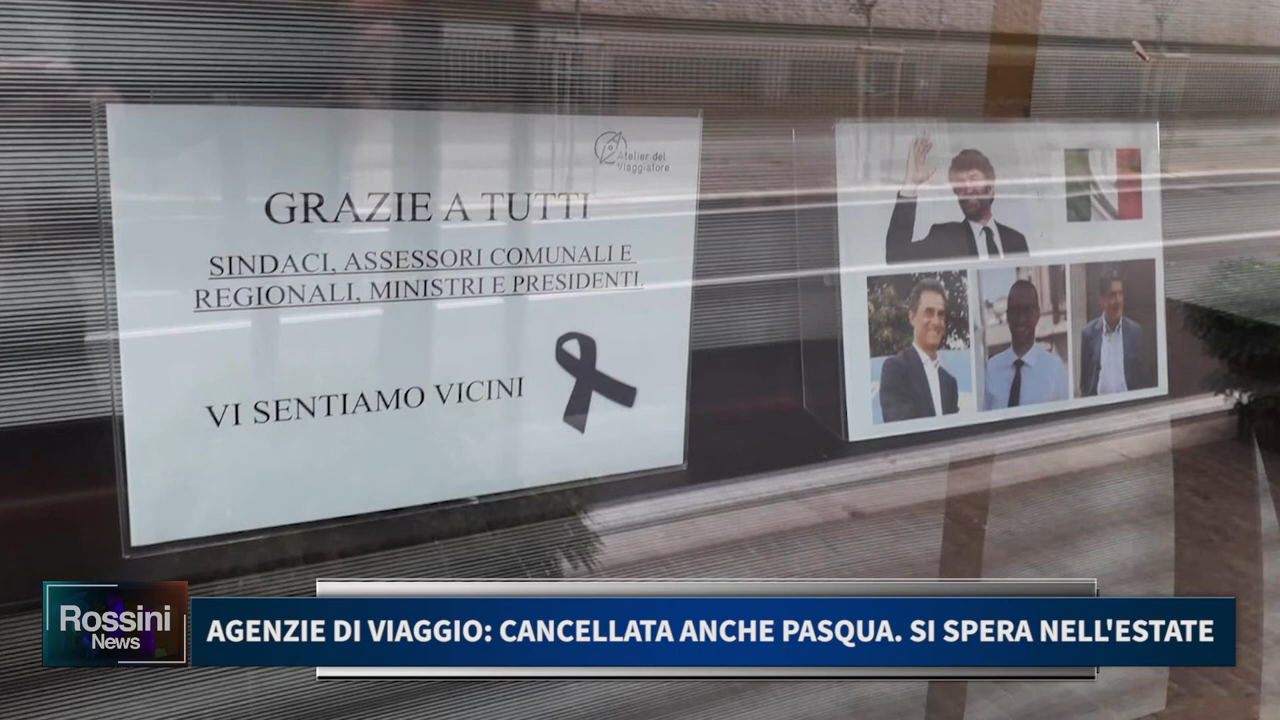 Atelier del
Viaggiatore
GRAZIE A TUTTI
SINDACI, ASSESSORI COMUNALI E
REGIONALI, MINISTRI E PRESIDENTI.
VI SENTIAMO VICINI
Rossini
News
AGENZIE DI VIAGGIO: CANCELLATA ANCHE PASQUA. SI SPERA NELL'ESTATE